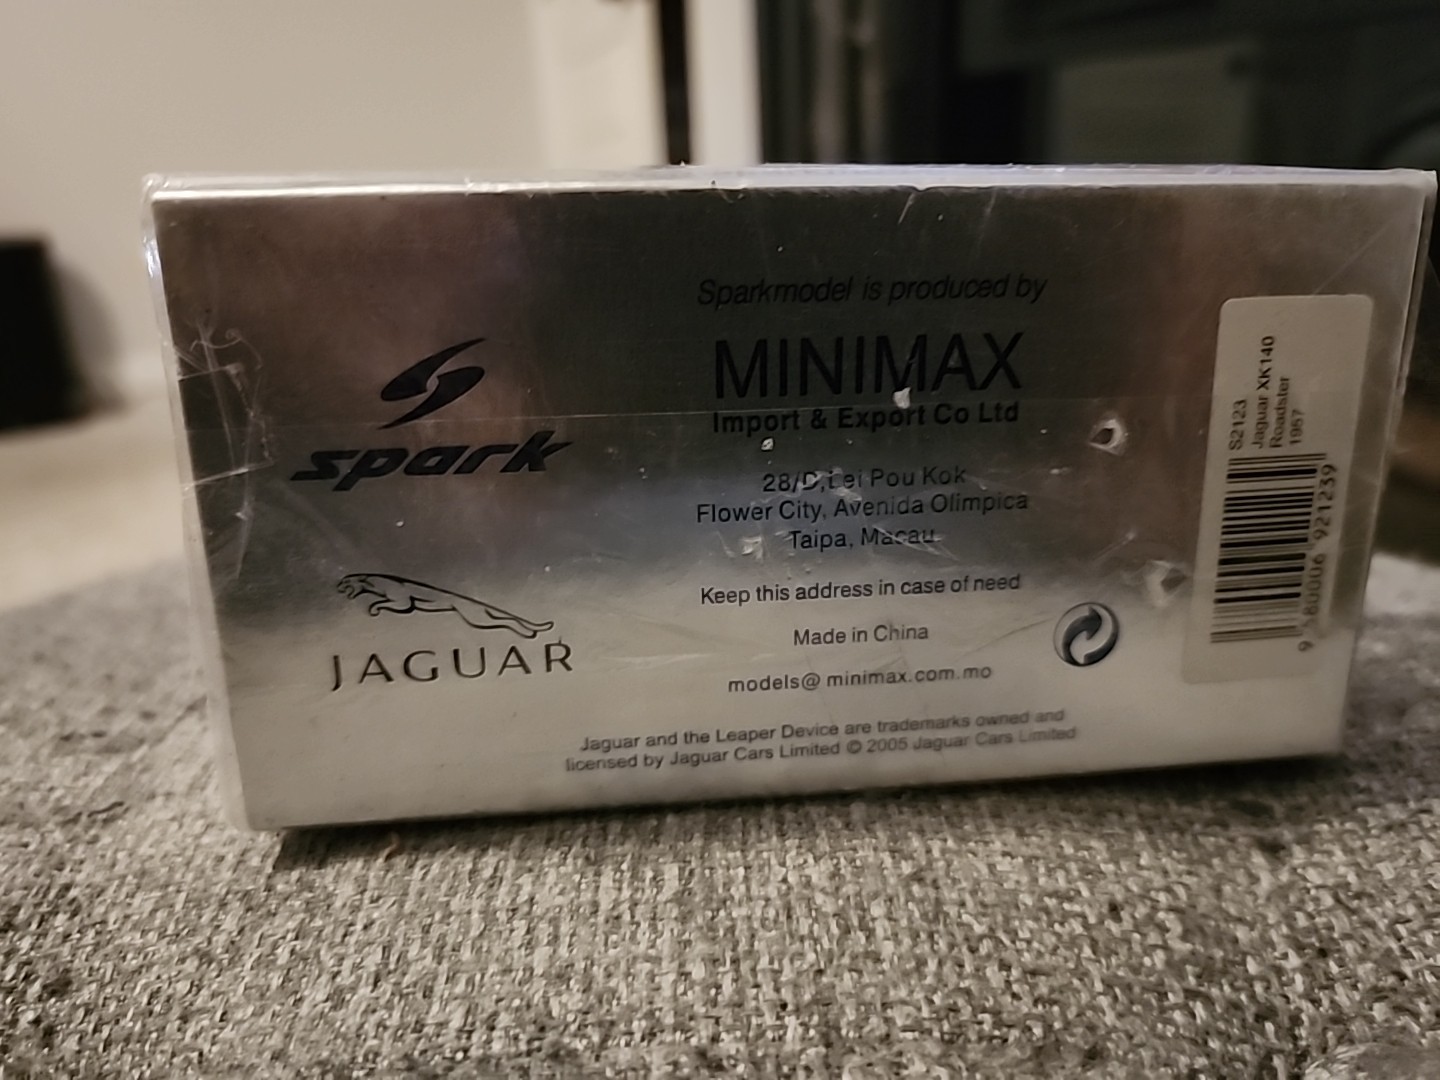 Sparkmodel is produced by
MINIMAX
Import & Export Co Ltd
28/D, Lei Pou Kok
Flower City, Avenida Olimpica
Taipa, Macau
Keep this address in case of need
Made in China
models@ minimax.com.mo
spark
JAGUAR
Jaguar and the Leaper Device are trademarks owned and
licensed by Jaguar Cars Limited © 2005 Jaguar Cars Limited
S2123
Jaguar XK140
Roadster
1957
9 580006 921239